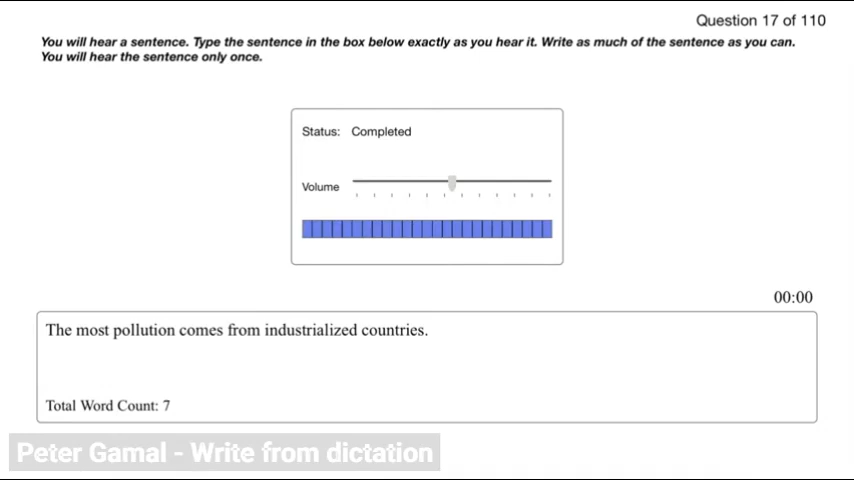 Question 17 of 110
You will hear a sentence. Type the sentence in the box below exactly as you hear it. Write as much of the sentence as you can.
You will hear the sentence only once.
Status: Completed
Volume
00:00
The most pollution comes from industrialized countries.
Total Word Count: 7
Peter Gamal - Write from dictation